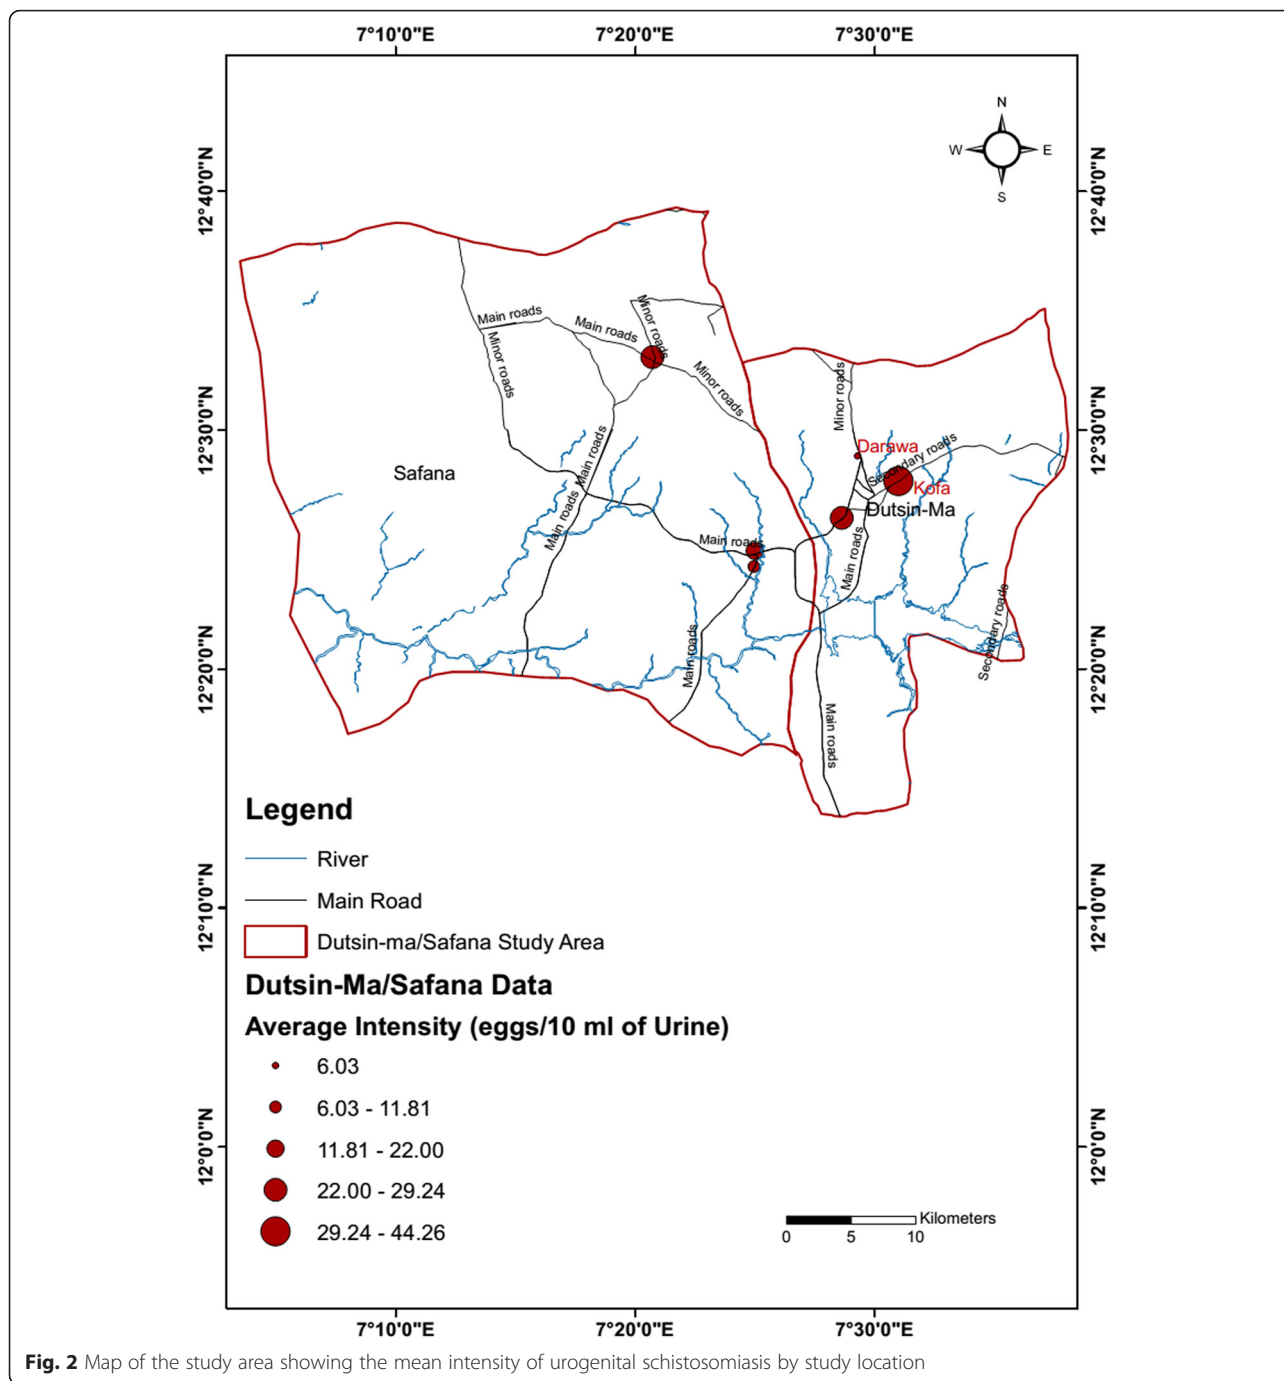 7°10'0"E 7°20'0"E 7°30'0"E
N
W E
S
12°40'0"N 12°40'0"N
Main roads
Minor roads
Main roads
Minor roads
Minor roads
Minor roads
12°30'0"N 12°30'0"N
Darawa
Secondary roads
Main roads
Safana
Kofa
Dutsin-Ma
Main roads
Main roads
Main roads
Main roads
Secondary roads
12°20'0"N 12°20'0"N
Main roads
Legend
River
Main Road
12°10'0"N 12°10'0"N
Dutsin-ma/Safana Study Area
Dutsin-Ma/Safana Data
Average Intensity (eggs/10 ml of Urine)
6.03
6.03 - 11.81
12°0'0"N 12°0'0"N
11.81 - 22.00
22.00 - 29.24
29.24 - 44.26
Kilometers
0 5 10
7°10'0"E 7°20'0"E 7°30'0"E
Fig. 2 Map of the study area showing the mean intensity of urogenital schistosomiasis by study location